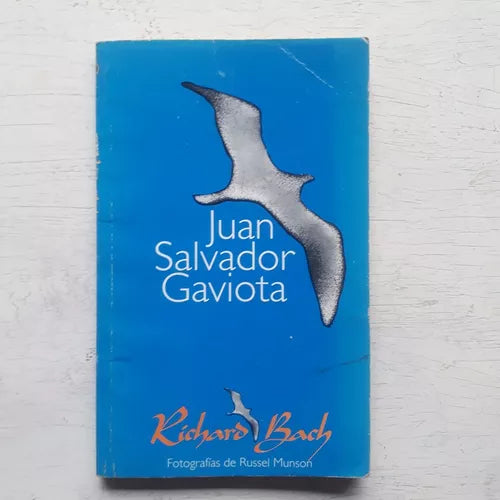 Juan
Salvador
Gaviota
Richard Bach
Fotografías de Russel Munson